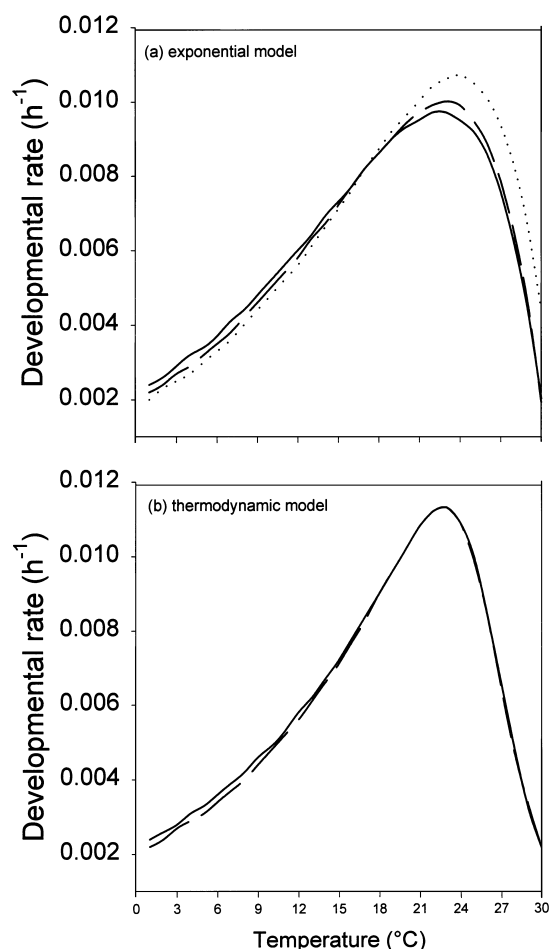 0.012
(a) exponential model
0.010
0.008
0.006
0.004
0.002
Developmental rate (h⁻¹)
0.012
(b) thermodynamic model
0.010
0.008
0.006
0.004
0.002
Developmental rate (h⁻¹)
0 3 6 9 12 15 18 21 24 27 30
Temperature (°C)